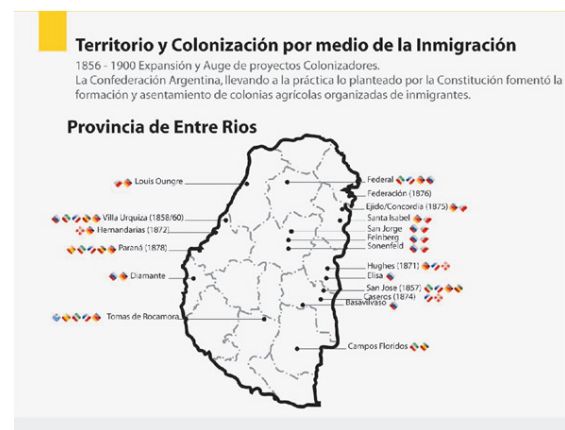 Territorio y Colonización por medio de la Inmigración
1856 - 1900 Expansión y Auge de proyectos Colonizadores.
La Confederación Argentina, llevando a la práctica lo planteado por la Constitución fomentó la
formación y asentamiento de colonias agrícolas organizadas de inmigrantes.
Provincia de Entre Rios
Louis Oungre
Villa Urquiza (1858/60)
Hernandarias (1872)
Paraná (1878)
Diamante
Tomas de Rocamora
Federal
Federación (1876)
Ejido/Concordia (1875)
Santa Isabel
San Jorge
Feinberg
Sonenfeld
Hughes (1871)
Elisa
San Jose (1857)
Caseros (1874)
Basavilvaso
Campos Floridos